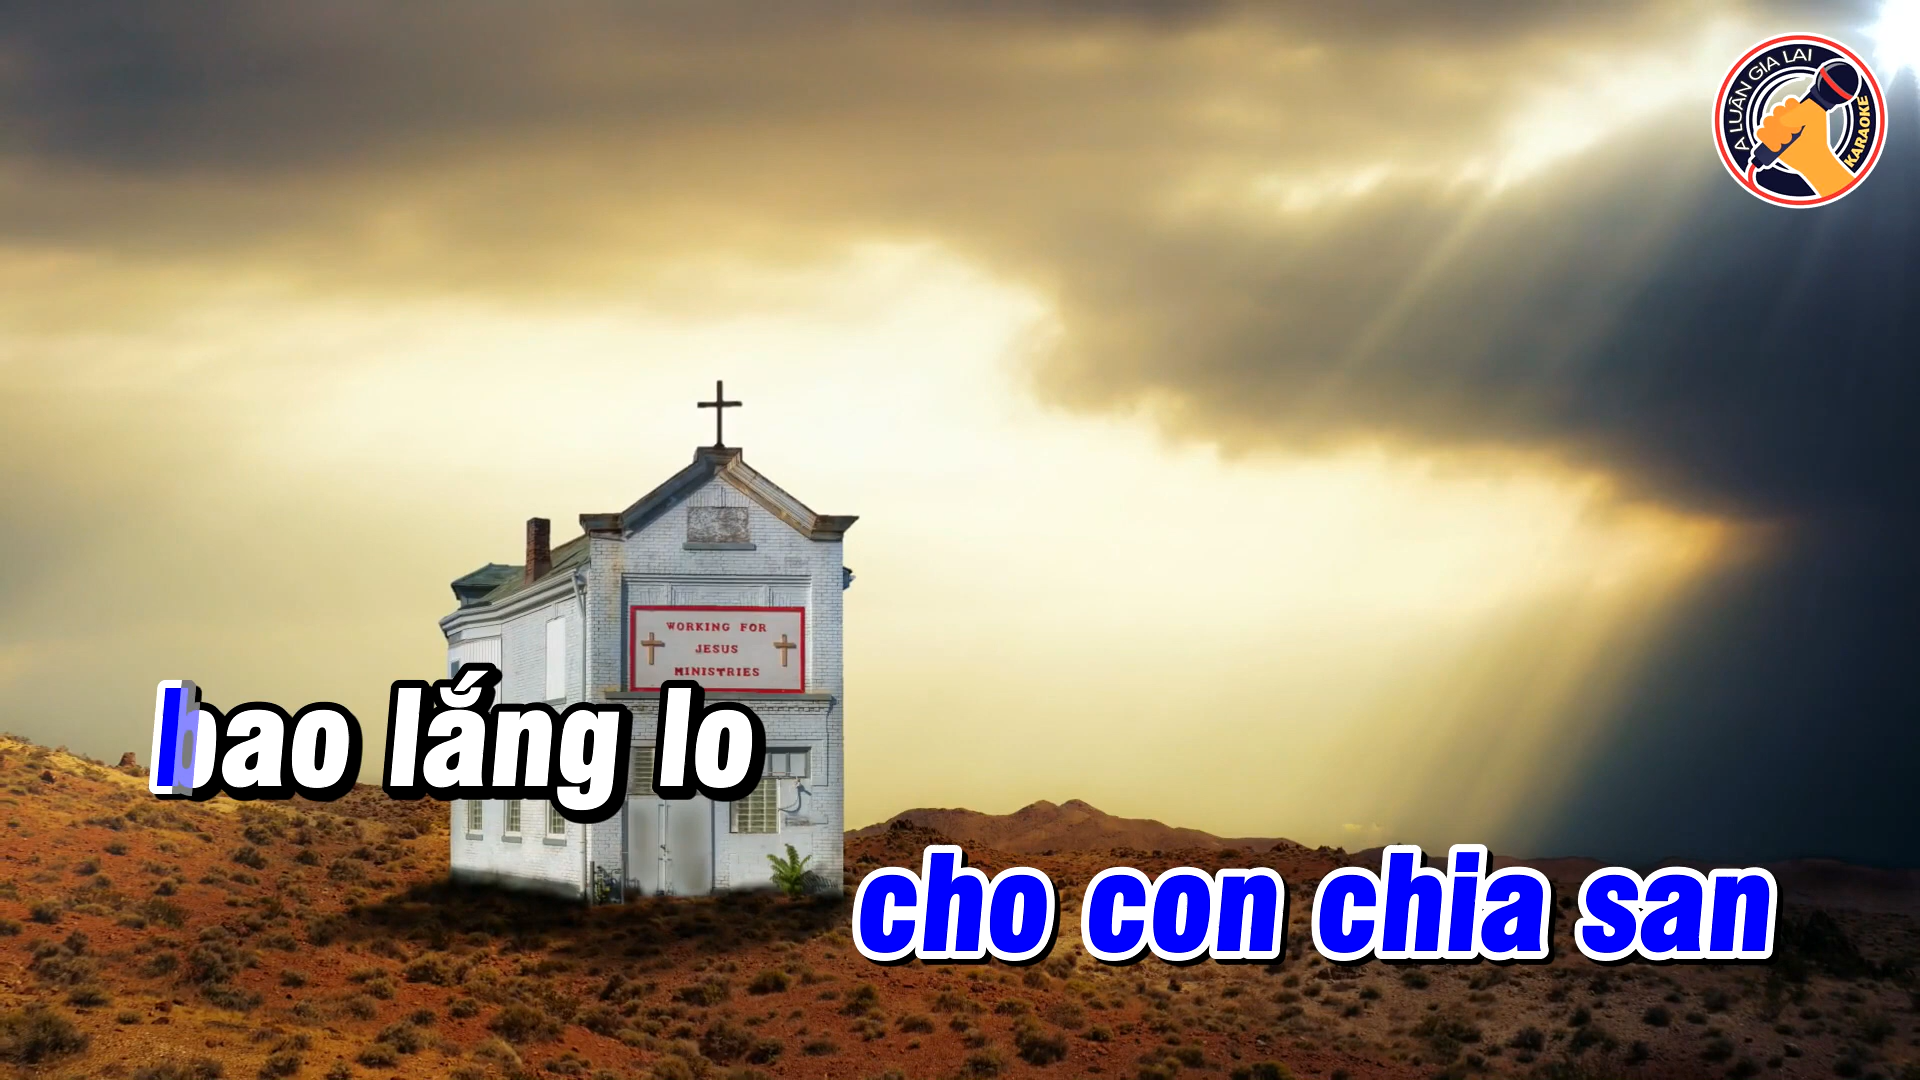 A LUÂN GIA LAI
KARAOKE
WORKING FOR
JESUS
MINISTRIES
bao lắng lo
cho con chia san